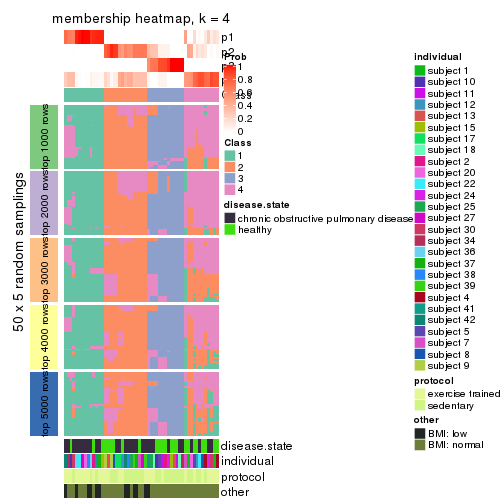 membership heatmap, k = 4
p1
p2
p3
p4
Class
50 x 5 random samplings
top 1000 rows
top 2000 rows
top 3000 rows
top 4000 rows
top 5000 rows
disease.state
individual
protocol
other
Prob
1
0.8
0.6
0.4
0.2
0
Class
1
2
3
4
disease.state
chronic obstructive pulmonary disease
healthy
individual
subject 1
subject 10
subject 11
subject 12
subject 13
subject 15
subject 17
subject 18
subject 2
subject 20
subject 22
subject 24
subject 25
subject 27
subject 30
subject 34
subject 36
subject 37
subject 38
subject 39
subject 4
subject 41
subject 42
subject 5
subject 7
subject 8
subject 9
protocol
exercise trained
sedentary
other
BMI: low
BMI: normal